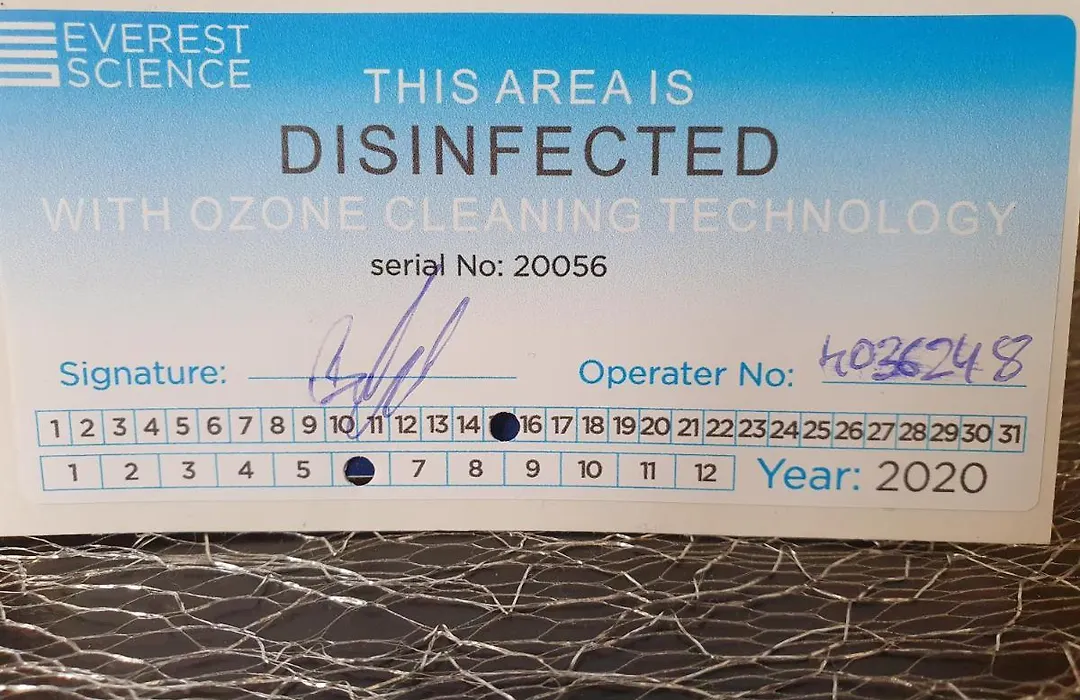 EVEREST
SCIENCE
THIS AREA IS
DISINFECTED
WITH OZONE CLEANING TECHNOLOGY
serial No: 20056
Signature:
Operater No: 4036248
1 2 3 4 5 6 7 8 9 10 11 12 13 14 16 17 18 19 20 21 22 23 24 25 26 27 28 29 30 31
1 2 3 4 5 7 8 9 10 11 12 Year: 2020